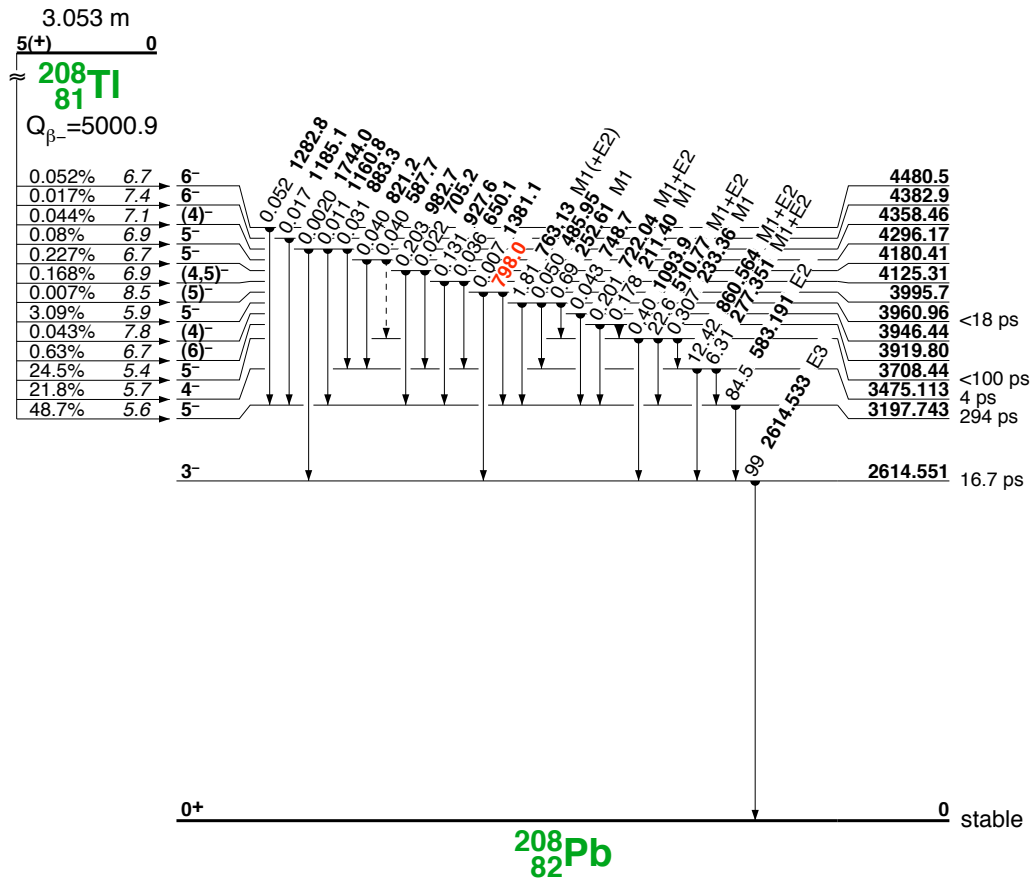 3.053 m
5(+) 0
≈
208
81 Tl
Qβ−=5000.9
0.052% 6.7 6−
0.017% 7.4 6−
0.044% 7.1 (4)−
0.08% 6.9 5−
0.227% 6.7 5−
0.168% 6.9 (4,5)−
0.007% 8.5 (5)−
3.09% 5.9 5−
0.043% 7.8 (4)−
0.63% 6.7 (6)−
24.5% 5.4 5−
21.8% 5.7 4−
48.7% 5.6 5−
3−
0+
0.052 1282.8
0.017 1185.1
0.0020 1744.0
0.011 1160.8
0.031 883.3
0.040 821.2
0.040 587.7
0.203 982.7
0.022 705.2
0.131 927.6
0.036 650.1
0.007 1381.1
798.0
1.81 763.13 M1(+E2)
0.050 485.95
0.69 252.61 M1
0.043 748.7
0.201 722.04 M1+E2
0.178 211.40 M1
0.40 1093.9
22.6 510.77 M1+E2
0.307 233.36 M1
12.42 860.564 M1+E2
6.31 277.351 M1+E2
84.5 583.191 E2
99 2614.533 E3
4480.5
4382.9
4358.46
4296.17
4180.41
4125.31
3995.7
3960.96 <18 ps
3946.44
3919.80
3708.44 <100 ps
3475.113 4 ps
3197.743 294 ps
2614.551 16.7 ps
0 stable
208
82 Pb